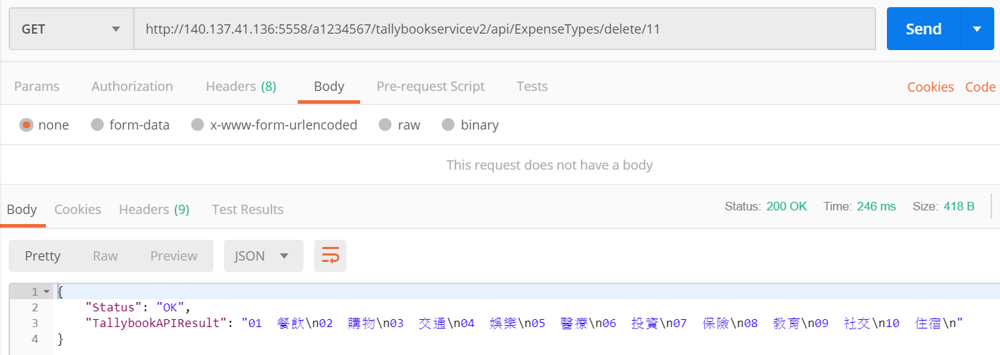 GET http://140.137.41.136:5558/a1234567/tallybookservicev2/api/ExpenseTypes/delete/11 Send
Params Authorization Headers (8) Body Pre-request Script Tests Cookies Code
none form-data x-www-form-urlencoded raw binary
This request does not have a body
Body Cookies Headers (9) Test Results Status: 200 OK Time: 246 ms Size: 418 B
Pretty Raw Preview JSON
1 {
2 "Status": "OK",
3 "TallybookAPIResult": "01 餐飲\n02 購物\n03 交通\n04 娛樂\n05 醫療\n06 投資\n07 保險\n08 教育\n09 社交\n10 住宿\n"
4 }